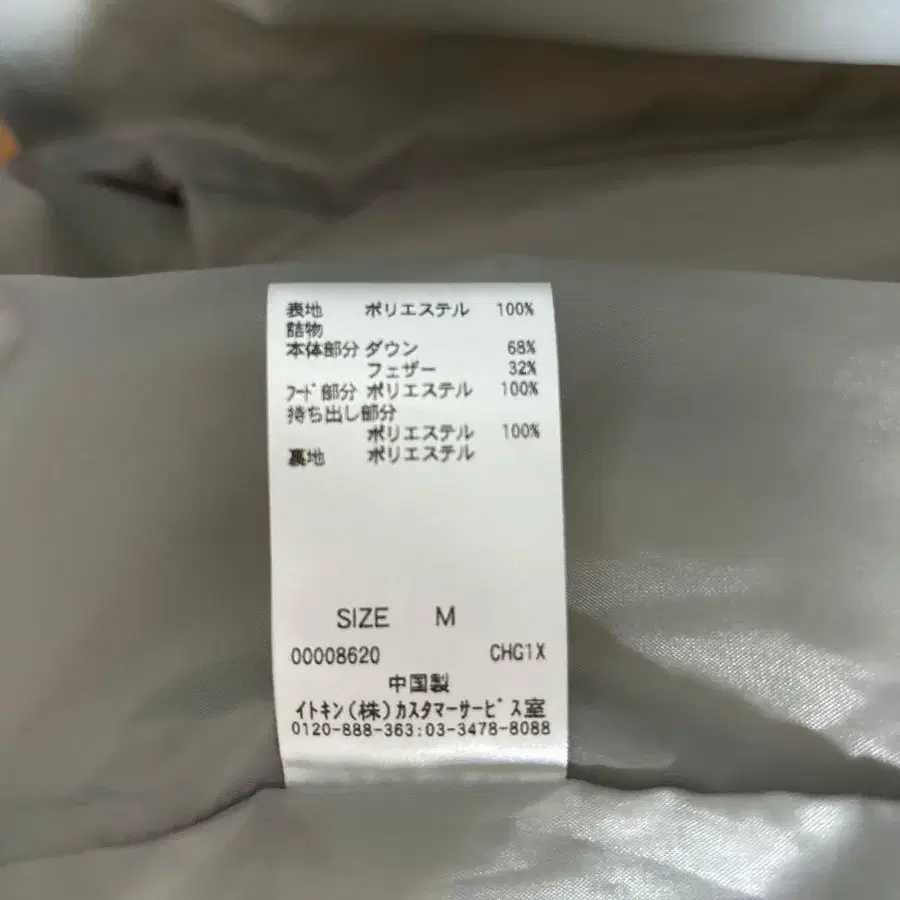 表地 ポリエステル 100%
詰物
本体部分 ダウン 68%
フェザー 32%
フード部分 ポリエステル 100%
持ち出し部分
ポリエステル 100%
裏地 ポリエステル
SIZE M
00008620 CHG1X
中国製
イトキン(株)カスタマーサービス室
0120-888-363:03-3478-8088